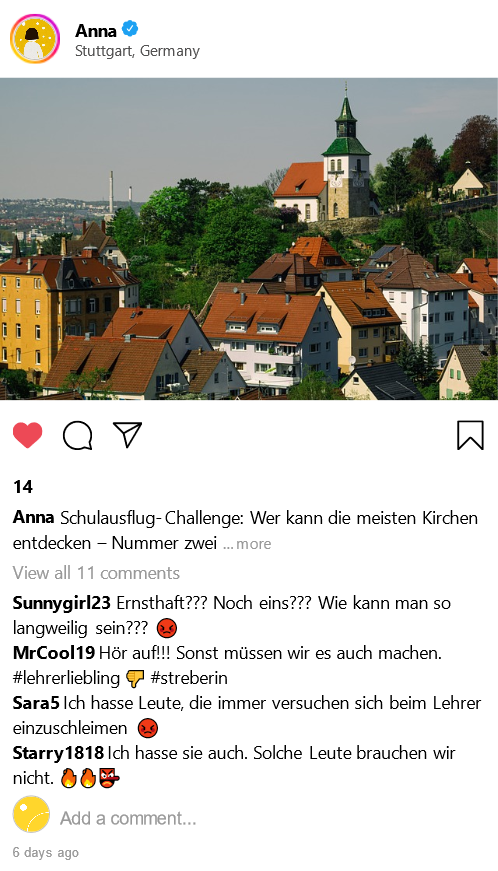 Anna
Stuttgart, Germany
14
Anna Schulausflug-Challenge: Wer kann die meisten Kirchen
entdecken – Nummer zwei ... more
View all 11 comments
Sunnygirl23 Ernsthaft??? Noch eins??? Wie kann man so
langweilig sein??? 😡
MrCool19 Hör auf!!! Sonst müssen wir es auch machen.
#lehrerliebling 👎 #streberin
Sara5 Ich hasse Leute, die immer versuchen sich beim Lehrer
einzuschleimen 😡
Starry1818 Ich hasse sie auch. Solche Leute brauchen wir
nicht. 🔥🔥👺
Add a comment...
6 days ago